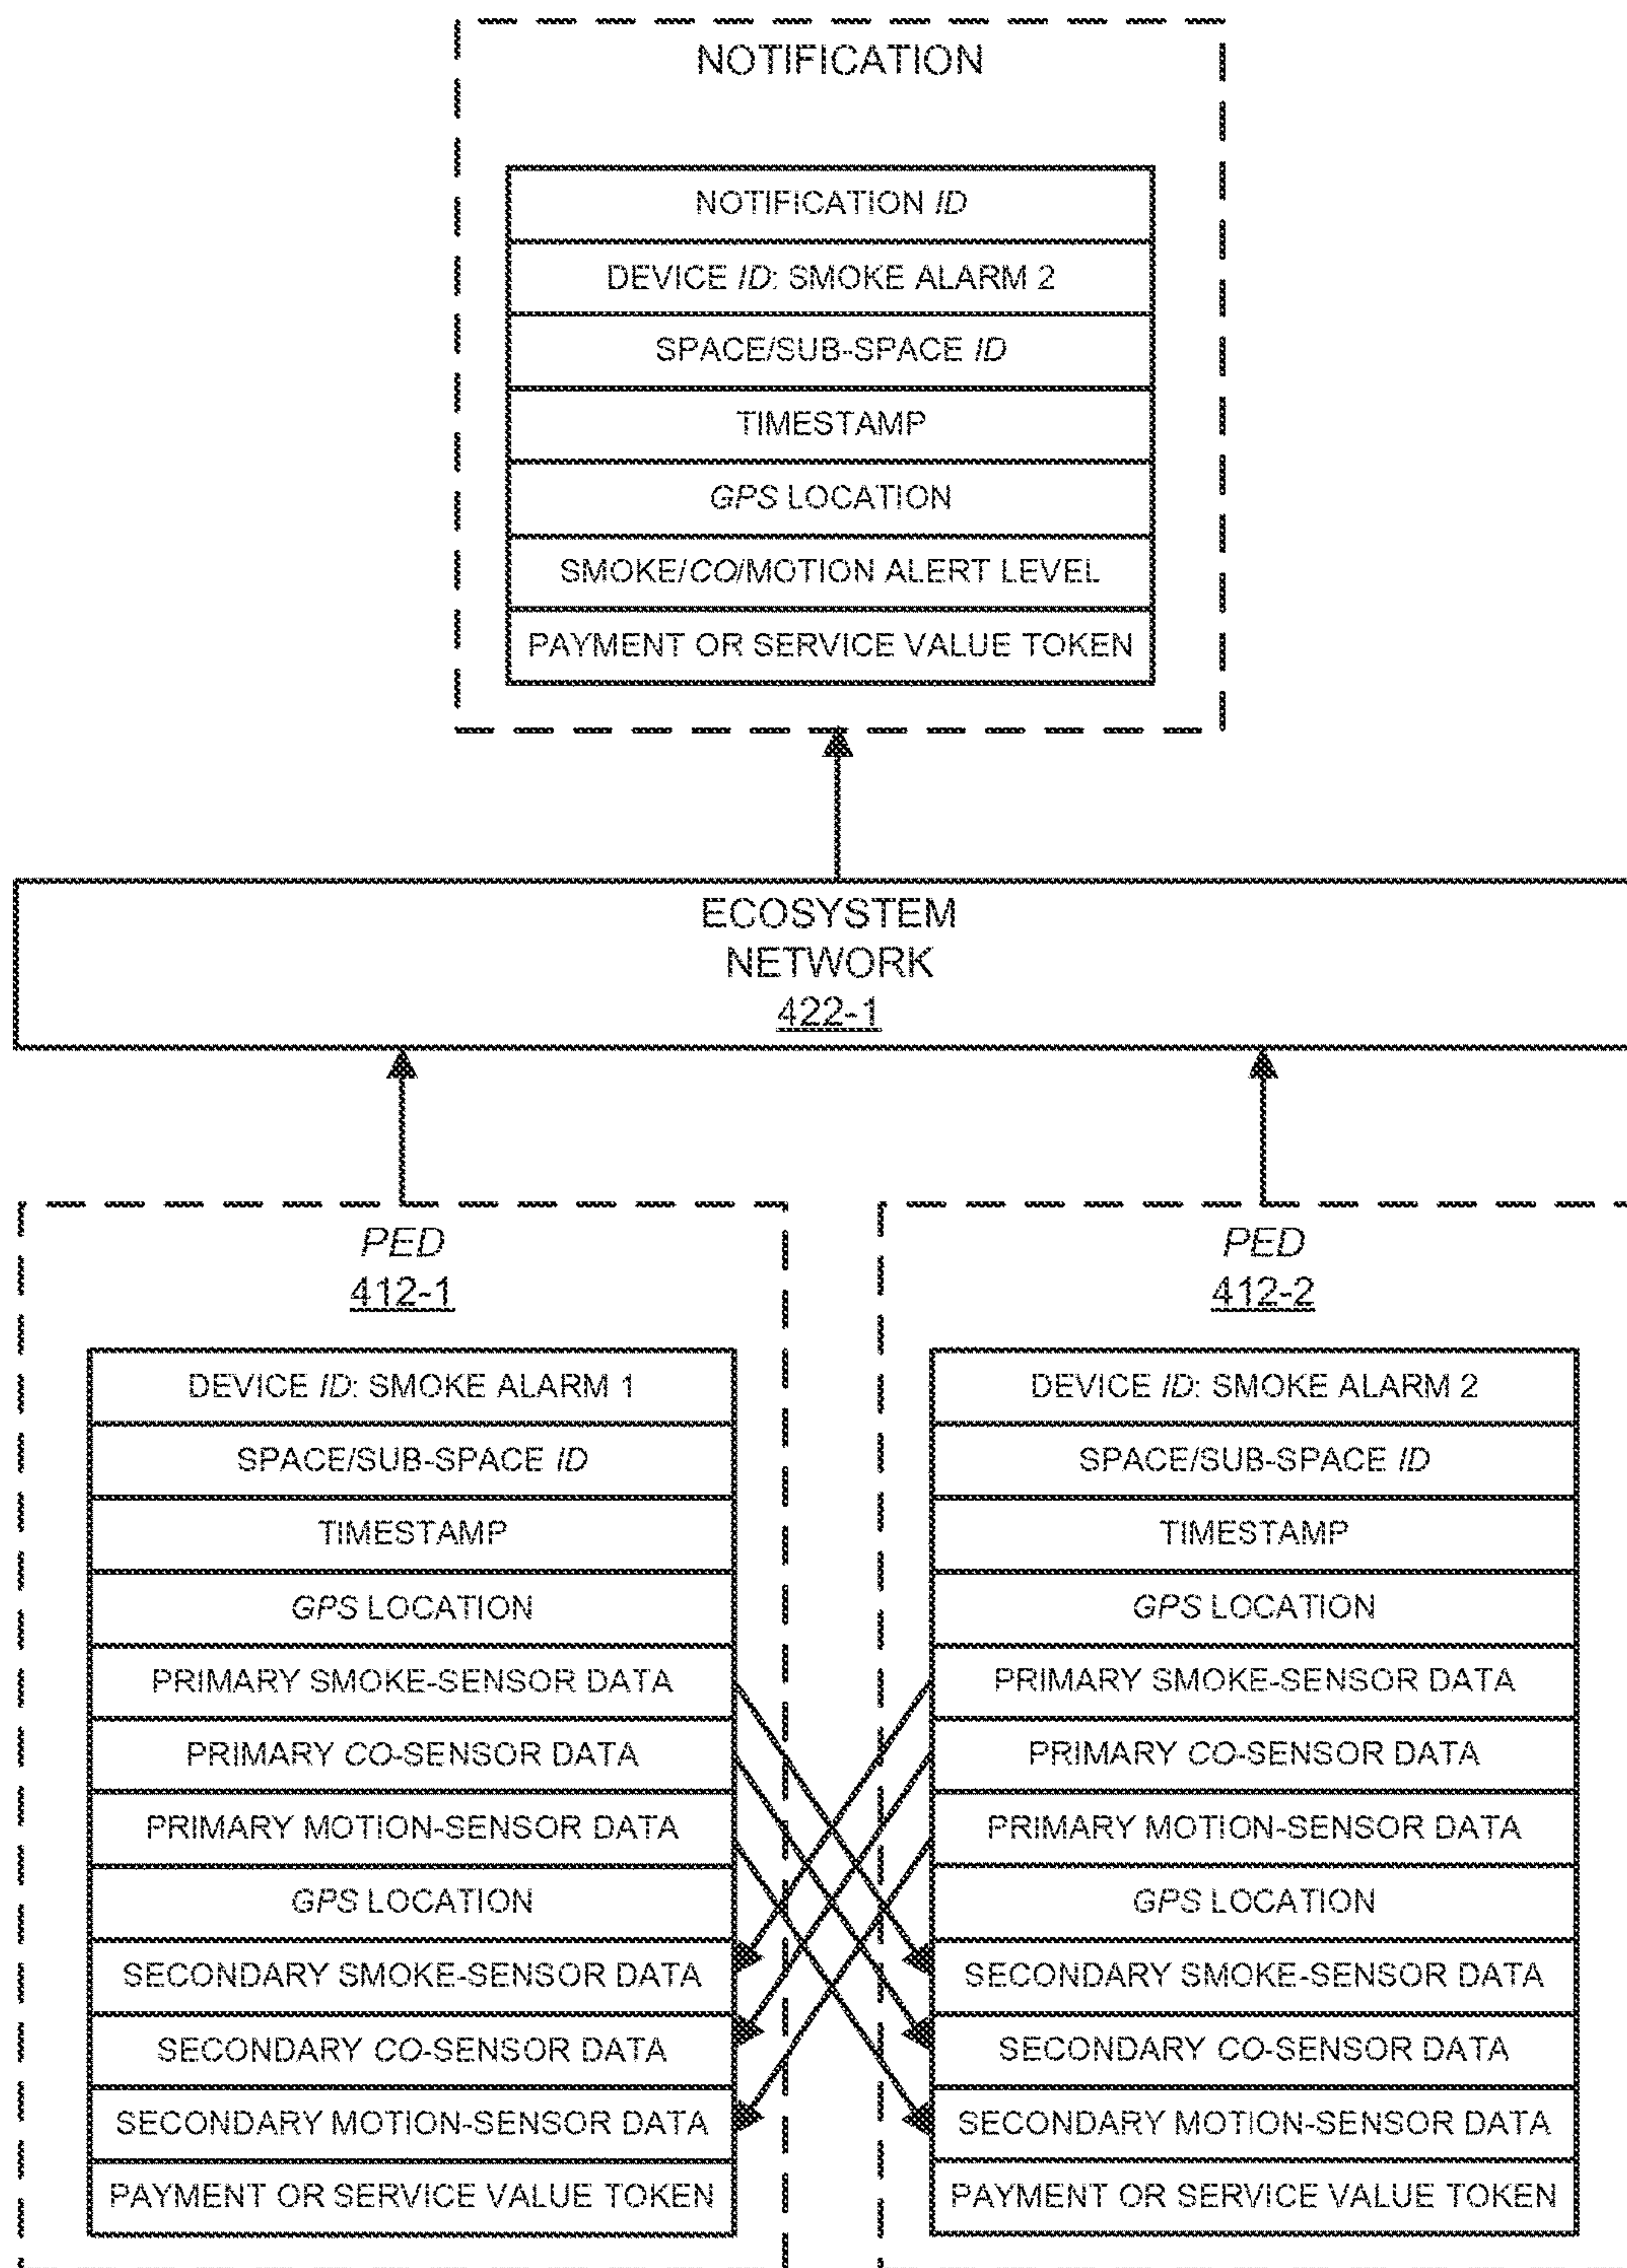 NOTIFICATION
NOTIFICATION ID
DEVICE ID: SMOKE ALARM 2
SPACE/SUB-SPACE ID
TIMESTAMP
GPS LOCATION
SMOKE/CO/MOTION ALERT LEVEL
PAYMENT OR SERVICE VALUE TOKEN
ECOSYSTEM
NETWORK
422-1
PED
412-1
DEVICE ID: SMOKE ALARM 1
SPACE/SUB-SPACE ID
TIMESTAMP
GPS LOCATION
PRIMARY SMOKE-SENSOR DATA
PRIMARY CO-SENSOR DATA
PRIMARY MOTION-SENSOR DATA
GPS LOCATION
SECONDARY SMOKE-SENSOR DATA
SECONDARY CO-SENSOR DATA
SECONDARY MOTION-SENSOR DATA
PAYMENT OR SERVICE VALUE TOKEN
PED
412-2
DEVICE ID: SMOKE ALARM 2
SPACE/SUB-SPACE ID
TIMESTAMP
GPS LOCATION
PRIMARY SMOKE-SENSOR DATA
PRIMARY CO-SENSOR DATA
PRIMARY MOTION-SENSOR DATA
GPS LOCATION
SECONDARY SMOKE-SENSOR DATA
SECONDARY CO-SENSOR DATA
SECONDARY MOTION-SENSOR DATA
PAYMENT OR SERVICE VALUE TOKEN